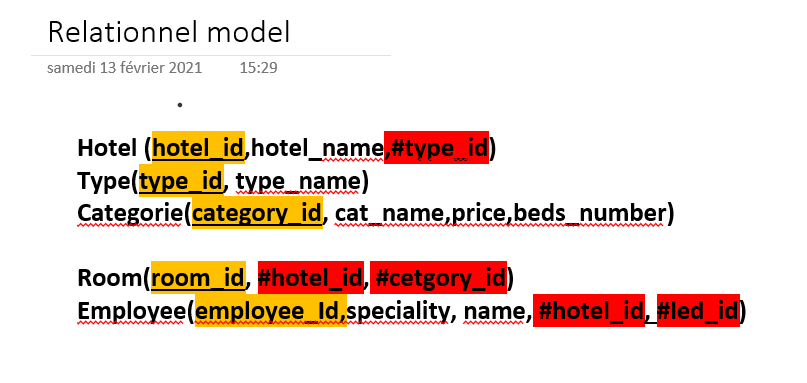 Relationnel model
samedi 13 février 2021 15:29
Hotel (hotel_id,hotel_name,#type_id)
Type(type_id, type_name)
Categorie(category_id, cat_name,price,beds_number)
Room(room_id, #hotel_id, #cetgory_id)
Employee(employee_Id,speciality, name, #hotel_id, #led_id)